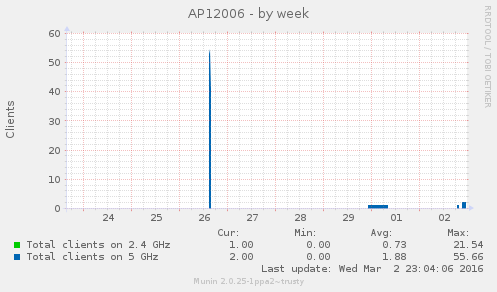 AP12006 - by week
RRDTOOL / TOBI OETIKER
Clients
60
50
40
30
20
10
0
24 25 26 27 28 29 01 02
Cur: Min: Avg: Max:
Total clients on 2.4 GHz 1.00 0.00 0.73 21.54
Total clients on 5 GHz 2.00 0.00 1.88 55.66
Last update: Wed Mar 2 23:04:06 2016
Munin 2.0.25-1ppa2~trusty